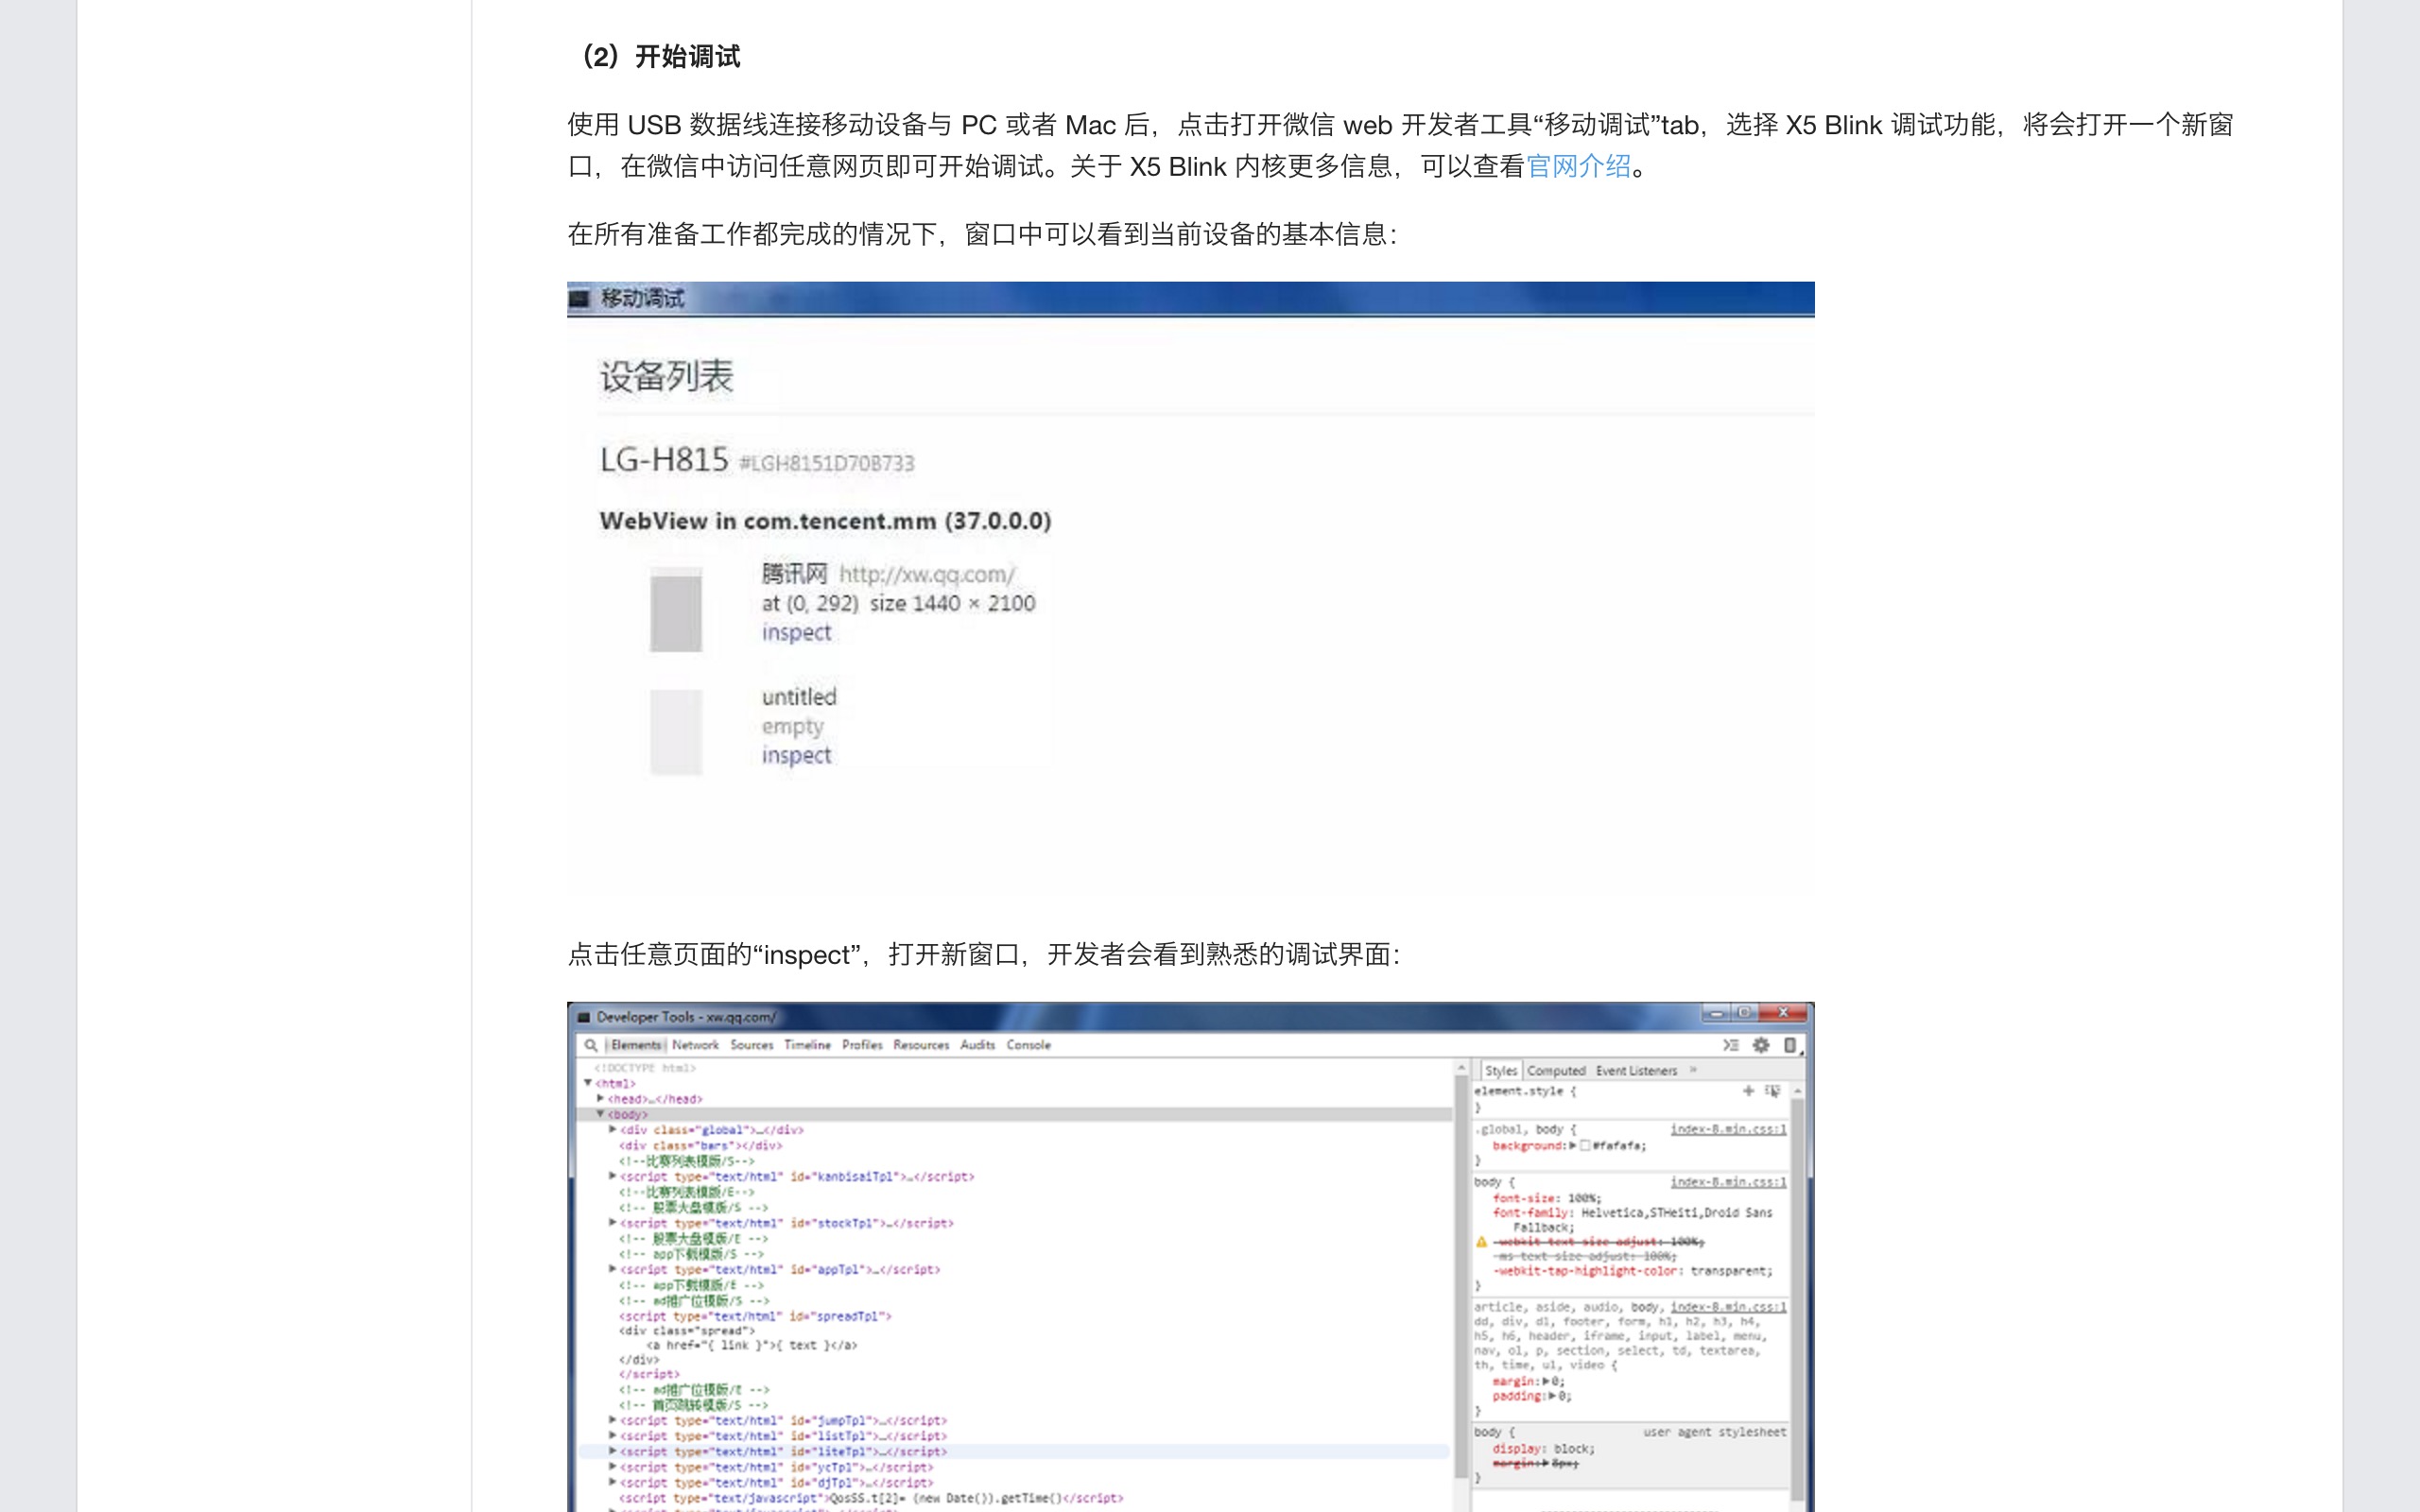 （2）开始调试
使用 USB 数据线连接移动设备与 PC 或者 Mac 后，点击打开微信 web 开发者工具“移动调试”tab，选择 X5 Blink 调试功能，将会打开一个新窗
口，在微信中访问任意网页即可开始调试。关于 X5 Blink 内核更多信息，可以查看官网介绍。
在所有准备工作都完成的情况下，窗口中可以看到当前设备的基本信息：
移动调试
设备列表
LG-H815 #LGH8151D70B733
WebView in com.tencent.mm (37.0.0.0)
腾讯网 http://xw.qq.com/
at (0, 292) size 1440 × 2100
inspect
untitled
empty
inspect
点击任意页面的“inspect”，打开新窗口，开发者会看到熟悉的调试界面：
Developer Tools - xw.qq.com/
Elements Network Sources Timeline Profiles Resources Audits Console
<!DOCTYPE html>
▼<html>
▶<head>…</head>
▼<body>
▶<div class="global">…</div>
<div class="bars"></div>
<!--比赛列表模版/S-->
▶<script type="text/html" id="kanbisaiTpl">…</script>
<!--比赛列表模版/E-->
<!-- 股票大盘模版/S -->
▶<script type="text/html" id="stockTpl">…</script>
<!-- 股票大盘模版/E -->
<!-- app下载模版/S -->
▶<script type="text/html" id="appTpl">…</script>
<!-- app下载模版/E -->
<!-- ad推广位模版/S -->
<script type="text/html" id="spreadTpl">
<div class="spread">
<a href="{ link }">{ text }</a>
</div>
</script>
<!-- ad推广位模版/E -->
<!-- 首页跳转模版/S -->
▶<script type="text/html" id="jumpTpl">…</script>
▶<script type="text/html" id="listTpl">…</script>
▶<script type="text/html" id="liteTpl">…</script>
▶<script type="text/html" id="ycTpl">…</script>
▶<script type="text/html" id="djTpl">…</script>
<script type="text/javascript">QosSS.t[2]= (new Date()).getTime()</script>
Styles Computed Event Listeners »
element.style {
}
.global, body { index-8.min.css:1
background:▶#fafafa;
}
body { index-8.min.css:1
font-size: 100%;
font-family: Helvetica,STHeiti,Droid Sans
Fallback;
-webkit-text-size-adjust: 100%;
-ms-text-size-adjust: 100%;
-webkit-tap-highlight-color: transparent;
}
article, aside, audio, body, index-8.min.css:1
dd, div, dl, footer, form, h1, h2, h3, h4,
h5, h6, header, iframe, input, label, menu,
nav, ol, p, section, select, td, textarea,
th, time, ul, video {
margin:▶0;
padding:▶0;
}
body { user agent stylesheet
display: block;
margin:▶8px;
}